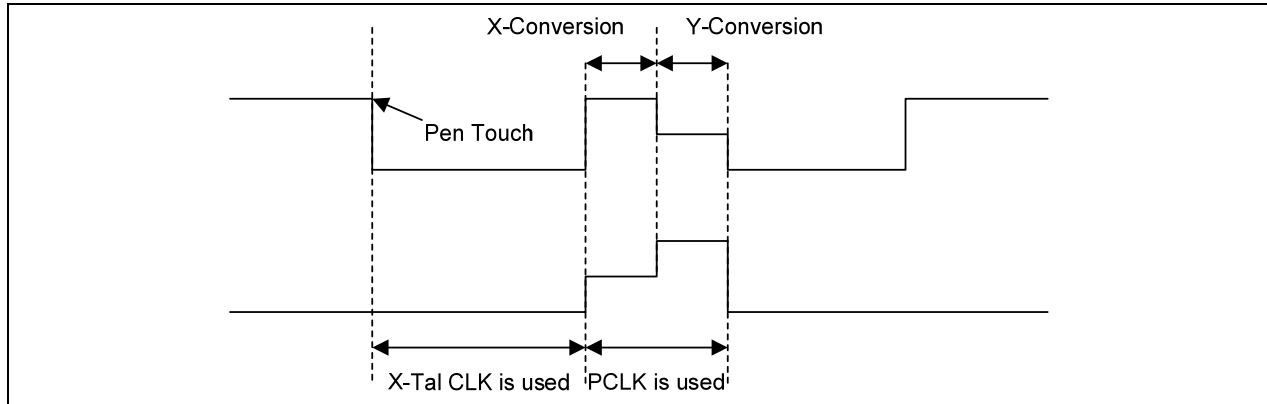 X-Conversion
Y-Conversion
Pen Touch
X-Tal CLK is used
PCLK is used